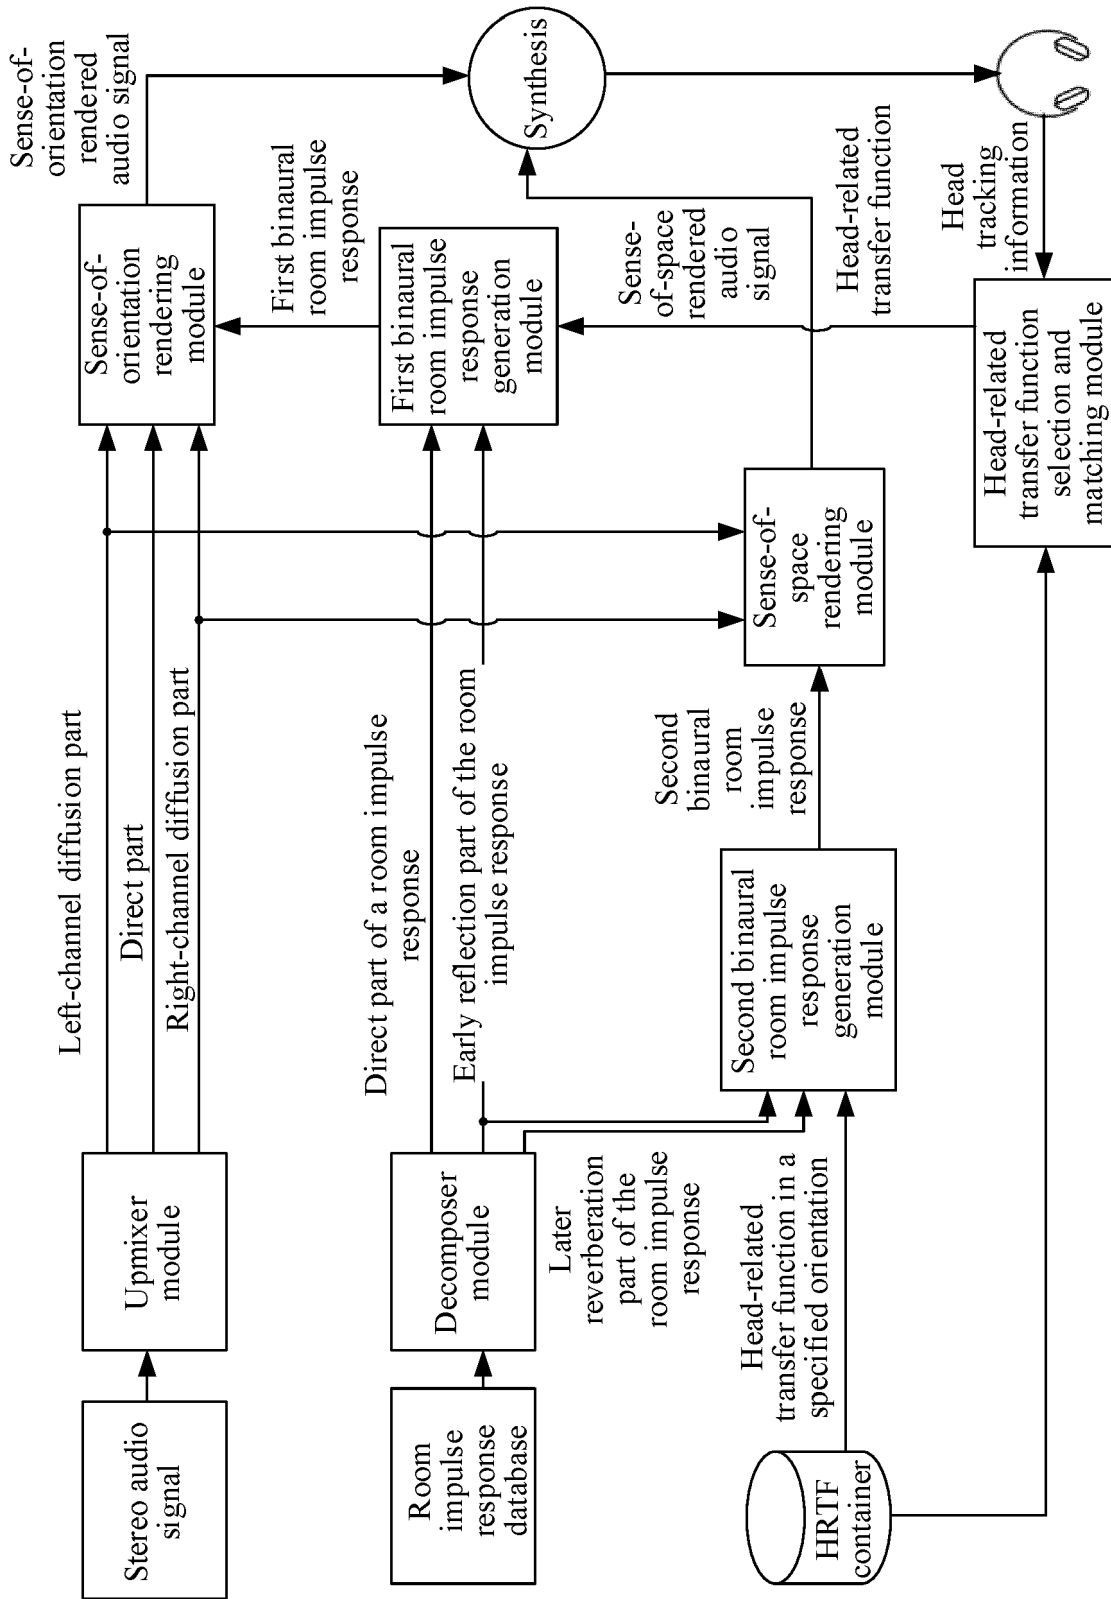 Stereo audio
signal
Upmixer
module
Left-channel diffusion part
Direct part
Right-channel diffusion part
Sense-of-
orientation
rendering
module
Sense-of-
orientation
rendered
audio signal
Room
impulse
response
database
Decomposer
module
Direct part of a room impulse
response
Early reflection part of the room
impulse response
First binaural
room impulse
response
generation
module
First binaural
room impulse
response
Synthesis
Later
reverberation
part of the
room impulse
response
Second binaural
room impulse
response
generation
module
Second
binaural
room
impulse
response
Sense-of-
space
rendering
module
Sense-
of-space
rendered
audio
signal
HRTF
container
Head-related
transfer function in a
specified orientation
Head-related
transfer function
selection and
matching module
Head-related
transfer function
Head
tracking
information